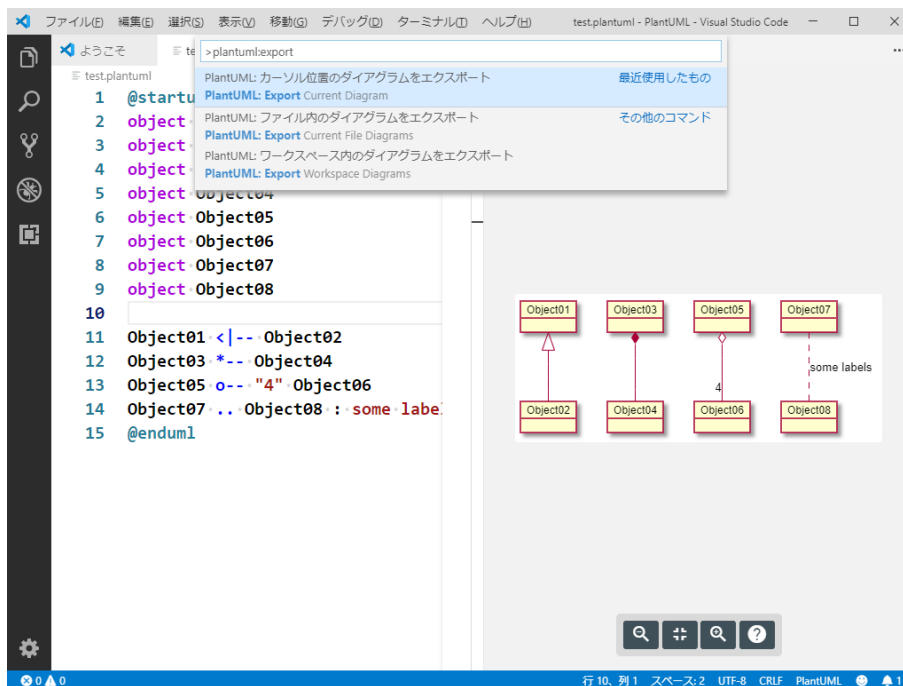 ファイル(F) 編集(E) 選択(S) 表示(V) 移動(G) デバッグ(D) ターミナル(T) ヘルプ(H) test.plantuml - PlantUML - Visual Studio Code
ようこそ te
>plantuml:export
PlantUML: カーソル位置のダイアグラムをエクスポート 最近使用したもの
PlantUML: Export Current Diagram
PlantUML: ファイル内のダイアグラムをエクスポート その他のコマンド
PlantUML: Export Current File Diagrams
PlantUML: ワークスペース内のダイアグラムをエクスポート
PlantUML: Export Workspace Diagrams
test.plantuml
1 @startu
2 object
3 object
4 object
5 object Object04
6 object Object05
7 object Object06
8 object Object07
9 object Object08
10
11 Object01 <|-- Object02
12 Object03 *-- Object04
13 Object05 o-- "4" Object06
14 Object07 .. Object08 : some label
15 @enduml
Object01 Object03 Object05 Object07
some labels
4
Object02 Object04 Object06 Object08
0 0 行 10、列 1 スペース: 2 UTF-8 CRLF PlantUML 1